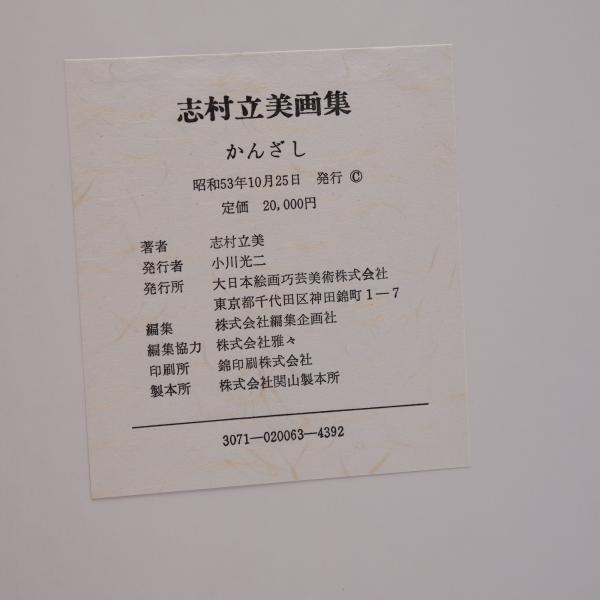 志村立美画集
かんざし
昭和53年10月25日　発行 ©
定価　20,000円
著者　志村立美
発行者　小川光二
発行所　大日本絵画巧芸美術株式会社
東京都千代田区神田錦町1―7
編集　株式会社編集企画社
編集協力　株式会社雅々
印刷所　錦印刷株式会社
製本所　株式会社関山製本所
3071―020063―4392